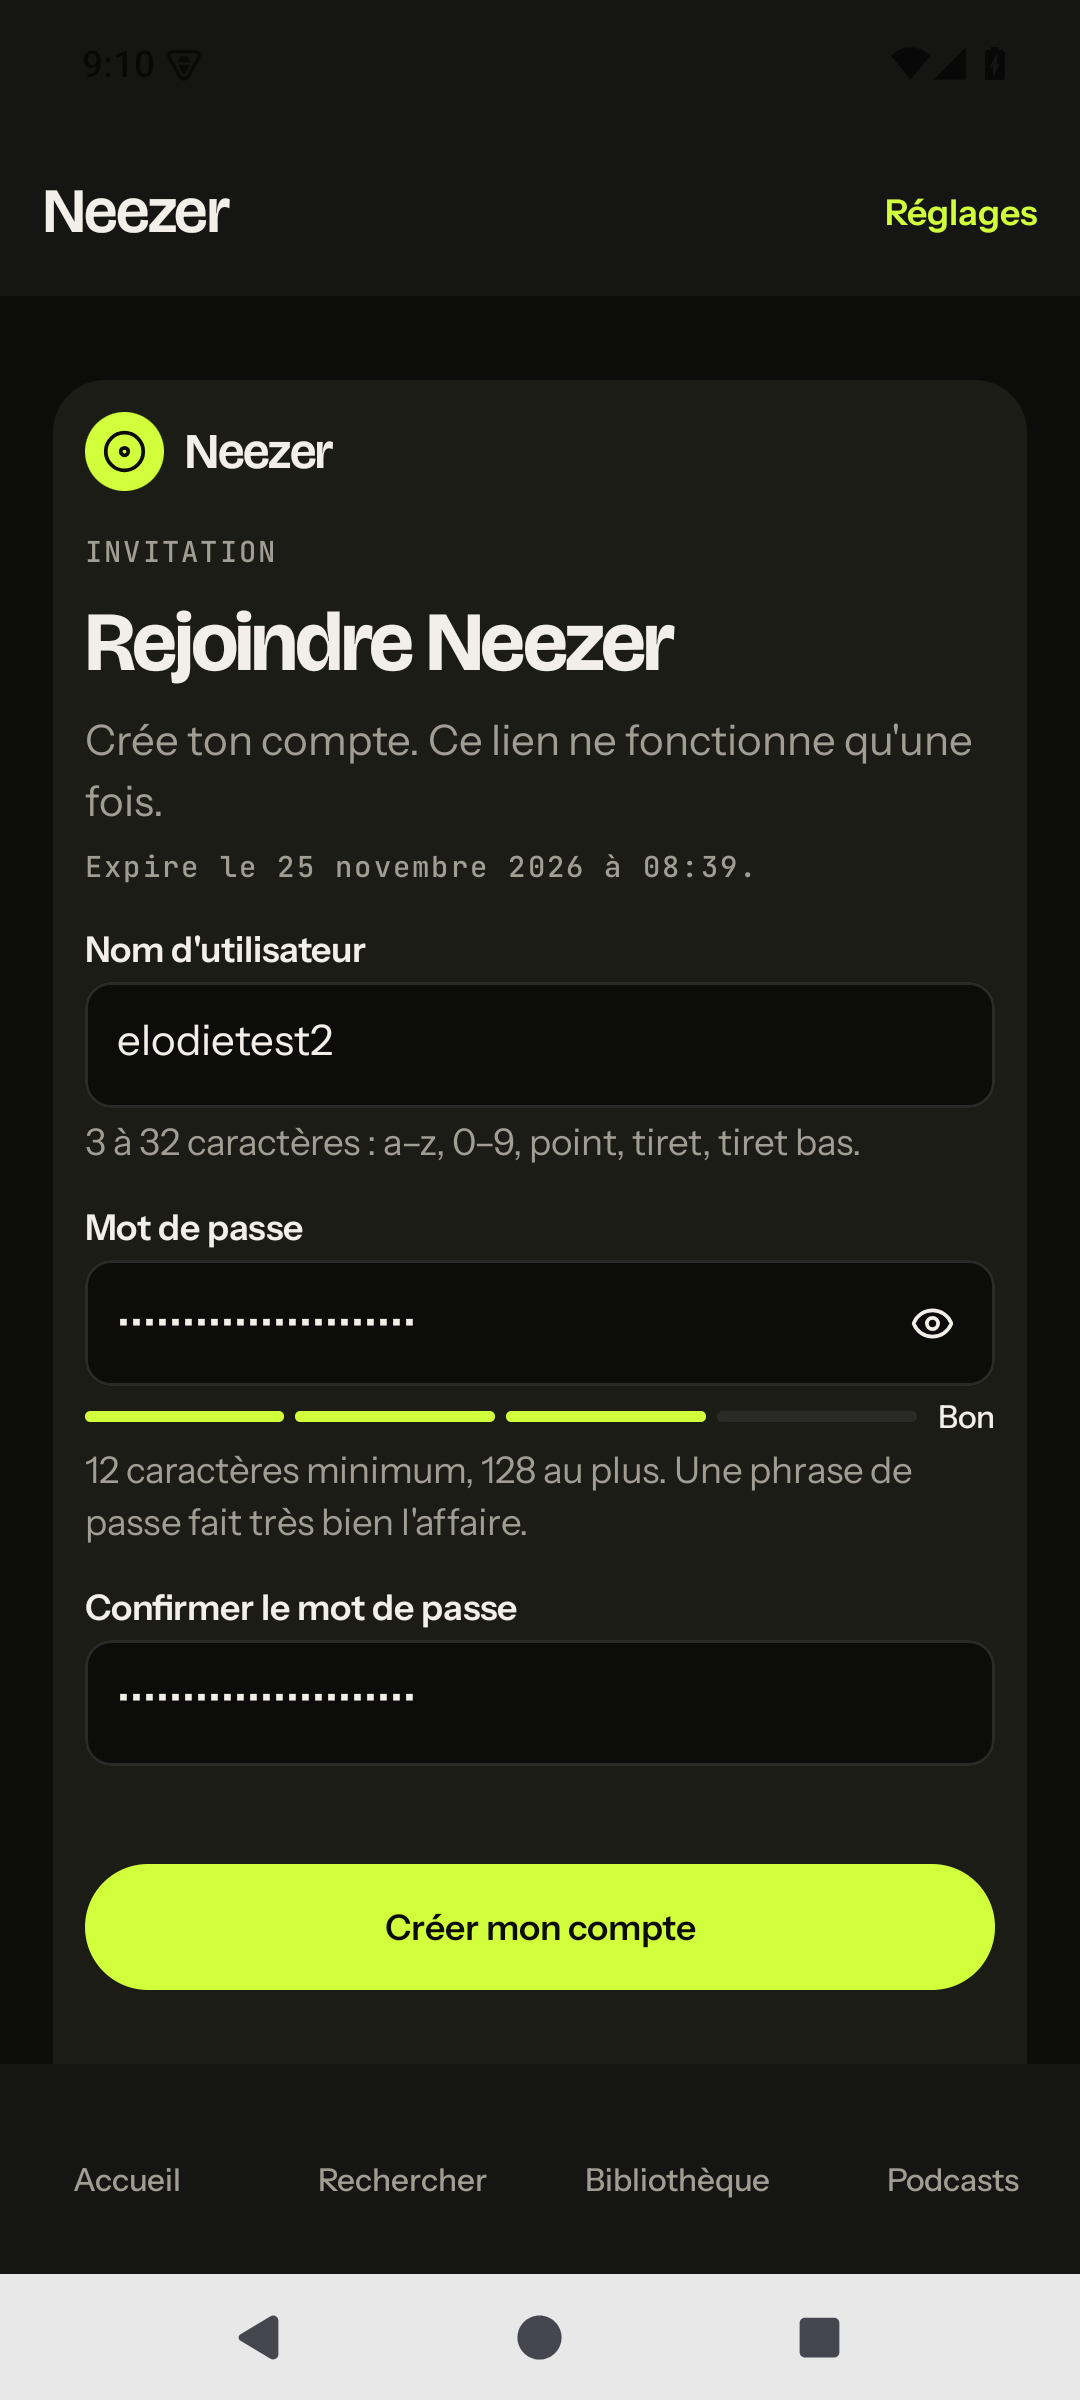 9:10
Neezer
Réglages
Neezer
INVITATION
Rejoindre Neezer
Crée ton compte. Ce lien ne fonctionne qu'une
fois.
Expire le 25 novembre 2026 à 08:39.
Nom d'utilisateur
elodietest2
3 à 32 caractères : a–z, 0–9, point, tiret, tiret bas.
Mot de passe
Bon
12 caractères minimum, 128 au plus. Une phrase de
passe fait très bien l'affaire.
Confirmer le mot de passe
Créer mon compte
Accueil
Rechercher
Bibliothèque
Podcasts